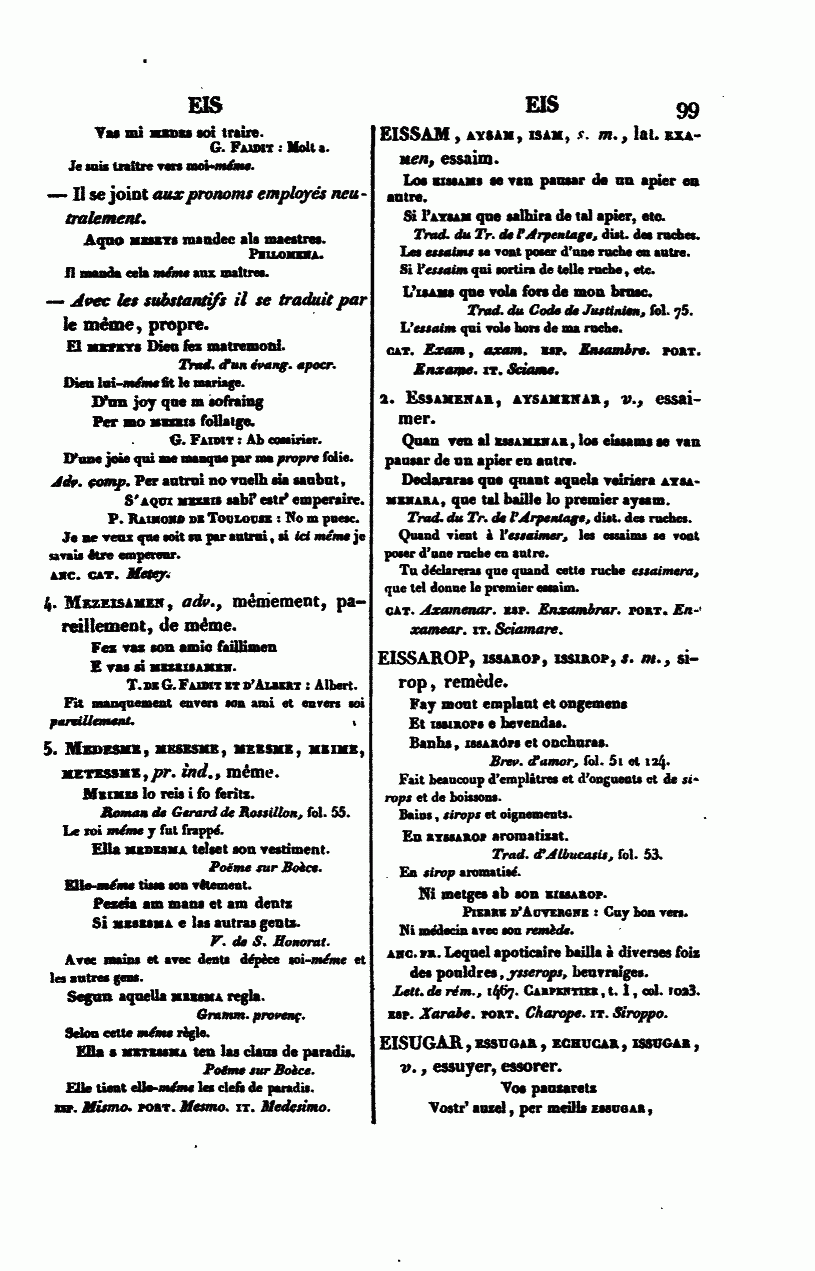 EIS
EIS
99
Vas mi MEDES soi traire.
G. FAIDIT : Molt a.
Je suis traître vers moi-même.
— Il se joint aux pronoms employés neu-
tralement.
Aquo MESEYS mandec als maestres.
PHILOMENA.
Il manda cela même aux maîtres.
— Avec les substantifs il se traduit par
le même, propre.
El MEPEYS Dieu fez matremoni.
Trad. d'un évang. apocr.
Dieu lui-même fit le mariage.
D'un joy que m sofraing
Per mo MEZEIS follatge.
G. FAIDIT : Ab cossirier.
D'une joie qui me manque par ma propre folie.
Adv. comp. Per autrui no vuelh sia saubut,
S'AQUI MEZEIS sabi' estr' emperaire.
P. RAIMOND DE TOULOUSE : No m puesc.
Je ne veux que soit su par autrui, si ici même je
savais être empereur.
ANC. CAT. Metey.
4. MEZEISAMEN, adv., mêmement, pa-
reillement, de même.
Fez vas son amic faillimen
E vas si MEZEISAMEN.
T. DE G. FAIDIT ET D'ALBERT : Albert.
Fit manquement envers son ami et envers soi
pareillement.
5. MEDESME, MESESME, MEESME, MEIME,
METESSME, pr. ind., même.
MEIMES lo reis i fo feritz.
Roman de Gerard de Rossillon, fol. 55.
Le roi même y fut frappé.
Ella MEDESMA telset son vestiment.
Poëme sur Boèce.
Elle-même tissa son vêtement.
Peseia am mans et am dentz
Si MESESMA e las autras gents.
V. de S. Honorat.
Avec mains et avec dents dépèce soi-même et
les autres gens.
Segun aquella MEESMA regla.
Gramm. provenç.
Selon cette même règle.
Ella s METESSMA ten las claus de paradis.
Poëme sur Boèce.
Elle tient elle-même les clefs de paradis.
ESP. Mismo. PORT. Mesmo. IT. Medesimo.
EISSAM, AYSAM, ISAM, s. m., lat. EXA-
MEN, essaim.
Los EISSAMS se van pausar de un apier en
autre.
Si l'AYSAM que salhira de tal apier, etc.
Trad. du Tr. de l'Arpentage, dist. des ruches.
Les essaims se vont poser d'une ruche en autre.
Si l'essaim qui sortira de telle ruche, etc.
L'ISAMS que vola fors de mon brusc.
Trad. du Code de Justinien, fol. 75.
L'essaim qui vole hors de ma ruche.
CAT. Exam, axam. ESP. Ensambre. PORT.
Enxame. IT. Sciame.
2. ESSAMENAR, AYSAMENAR, v., essai-
mer.
Quan ven al ESSAMENAR, los eissams se van
pausar de un apier en autre.
Declararas que quant aquela veiriera AYSA-
MENARA, que tal baille lo premier aysam.
Trad. du Tr. de l'Arpentage, dist. des ruches.
Quand vient à l'essaimer, les essaims se vont
poser d'une ruche en autre.
Tu déclareras que quand cette ruche essaimera,
que tel donne le premier essaim.
CAT. Axamenar. ESP. Enxambrar. PORT. En-
xamear. IT. Sciamare.
EISSAROP, ISSAROP, ISSIROP, s. m., si-
rop, remède.
Fay mout emplaut et ongemens
Et ISSIROPS e bevendas.
Banhs, ISSARÓPS et onchuras.
Brev. d'amor, fol. 51 et 124.
Fait beaucoup d'emplâtres et d'onguents et de si-
rops et de boissons.
Bains, sirops et oignements.
En EYSSAROP aromatizat.
Trad. d'Albucasis, fol. 53.
En sirop aromatisé.
Ni metges ab son EISSAROP.
PIERRE D'AUVERGNE : Cuy bon vers.
Ni médecin avec son remède.
ANC. FR. Lequel apoticaire bailla à diverses foiz
des pouldres, ysserops, beuvraiges.
Lett. de rém., 1467. CARPENTIER, t. I, col. 1023.
ESP. Xarabe. PORT. Charope. IT. Siroppo.
EISUGAR, ESSUGAR, ECHUCAR, ISSUGAR,
v., essuyer, essorer.
Vos pausaretz
Vostr' auzel, per meills ESSUGAR,